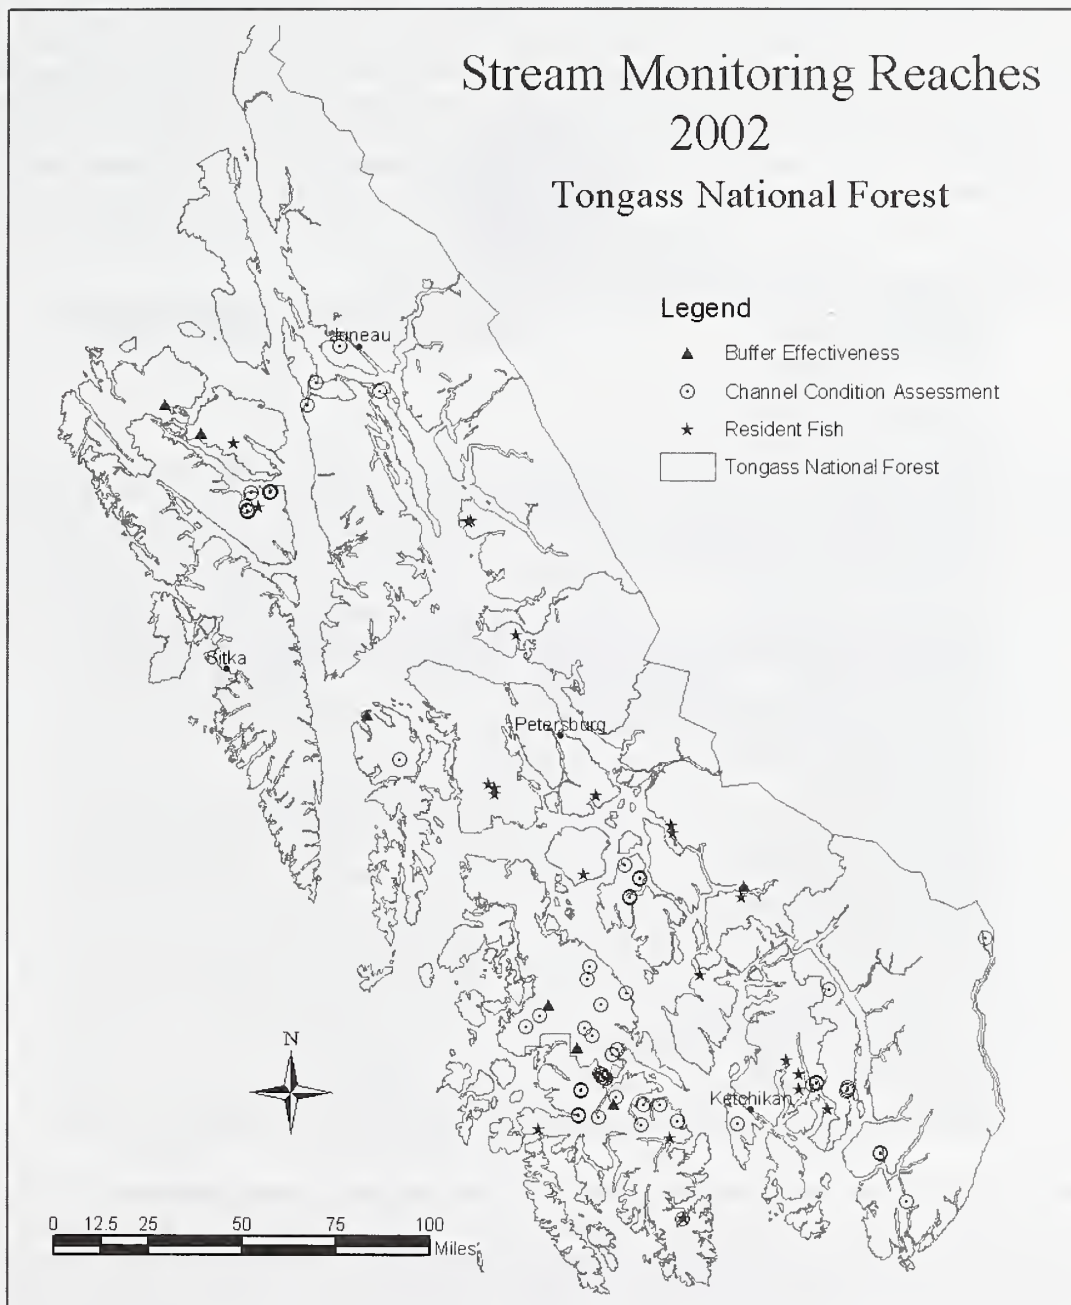 Stream Monitoring Reaches
2002
Tongass National Forest
Legend
Buffer Effectiveness
Channel Condition Assessment
Resident Fish
Tongass National Forest
Juneau
Sitka
Petersburg
Ketchikan
N
0 12.5 25 50 75 100
Miles